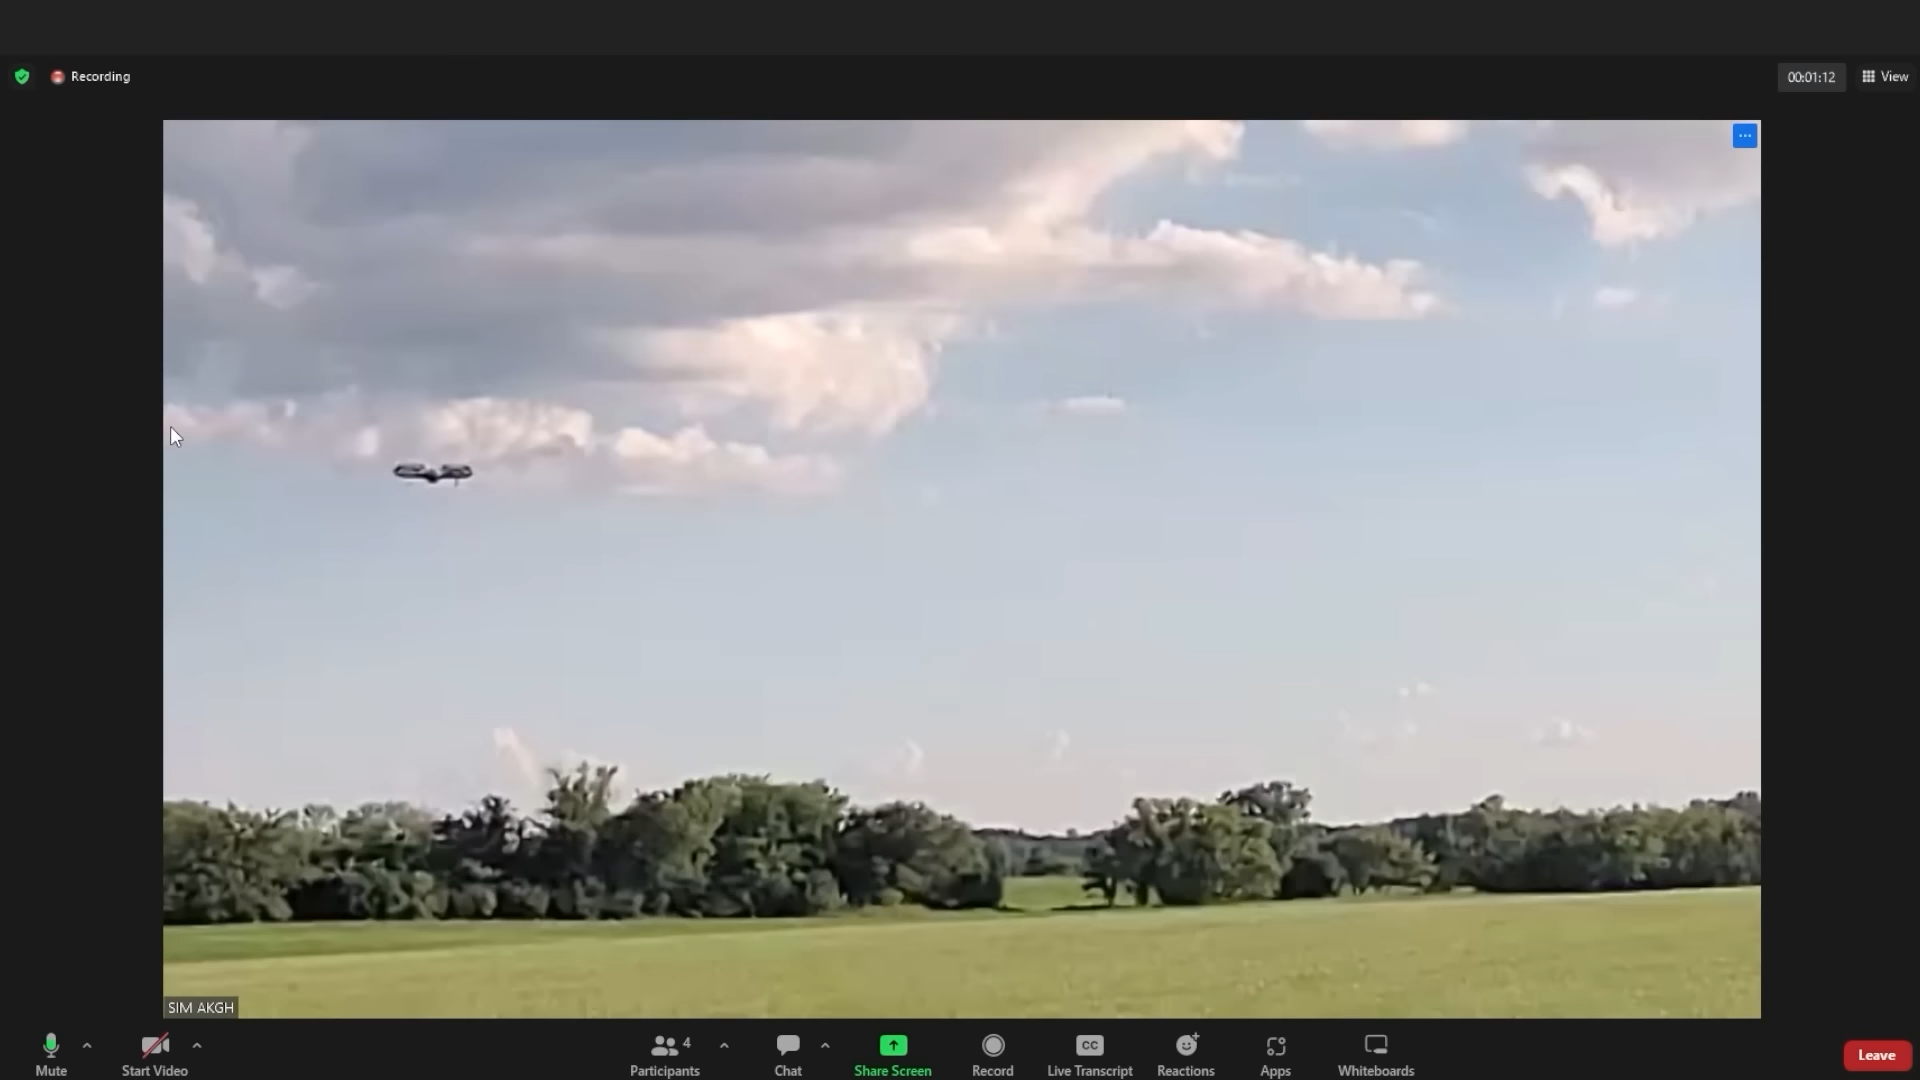 Recording
00:01:12
View
SIM AKGH
Mute
Start Video
4
Participants
Chat
Share Screen
Record
CC
Live Transcript
Reactions
Apps
Whiteboards
Leave